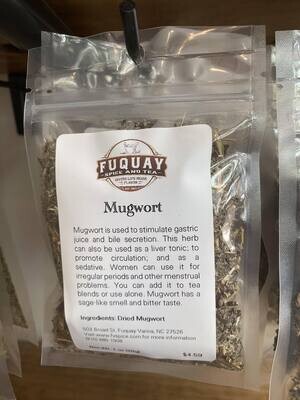 FUQUAY
SPICE AND TEA
Mugwort
Mugwort is used to stimulate gastric
juice and bile secretion. This herb
can also be used as a liver tonic; to
promote circulation; and as a
sedative. Women can use it for
irregular periods and other menstrual
problems. You can add it to tea
blends or use alone. Mugwort has a
sage-like smell and bitter taste.
Ingredients: Dried Mugwort
503 Broad St. Fuquay Varina, NC 27526
for more information
$4.59